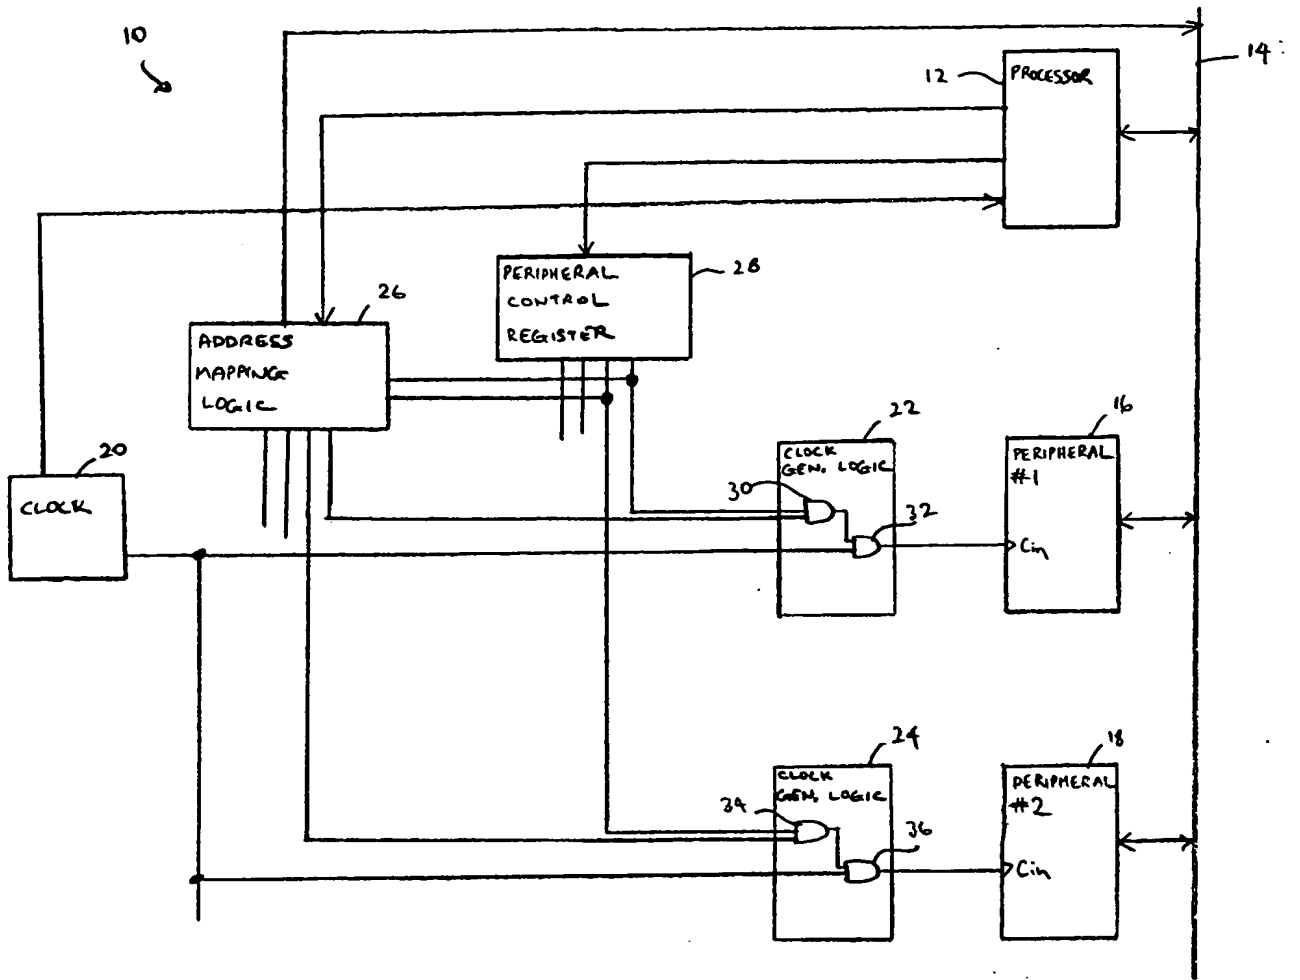 10
14
12
PROCESSOR
PERIPHERAL
CONTROL
REGISTER
28
26
ADDRESS
MAPPING
LOGIC
20
CLOCK
22
CLOCK
GEN. LOGIC
30
32
16
PERIPHERAL
#1
Cin
24
CLOCK
GEN. LOGIC
34
36
18
PERIPHERAL
#2
Cin